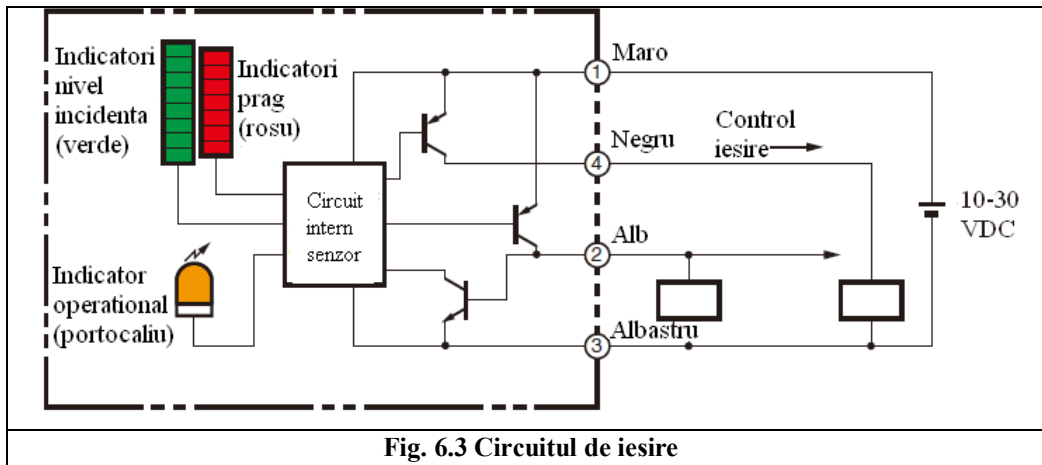 Indicatori
nivel
incidenta
(verde)
Indicatori
prag
(rosu)
Circuit
intern
senzor
Indicator
operational
(portocaliu)
1
Maro
Negru
4
Control
iesire
10-30
VDC
Alb
2
Albastru
3
Fig. 6.3 Circuitul de iesire